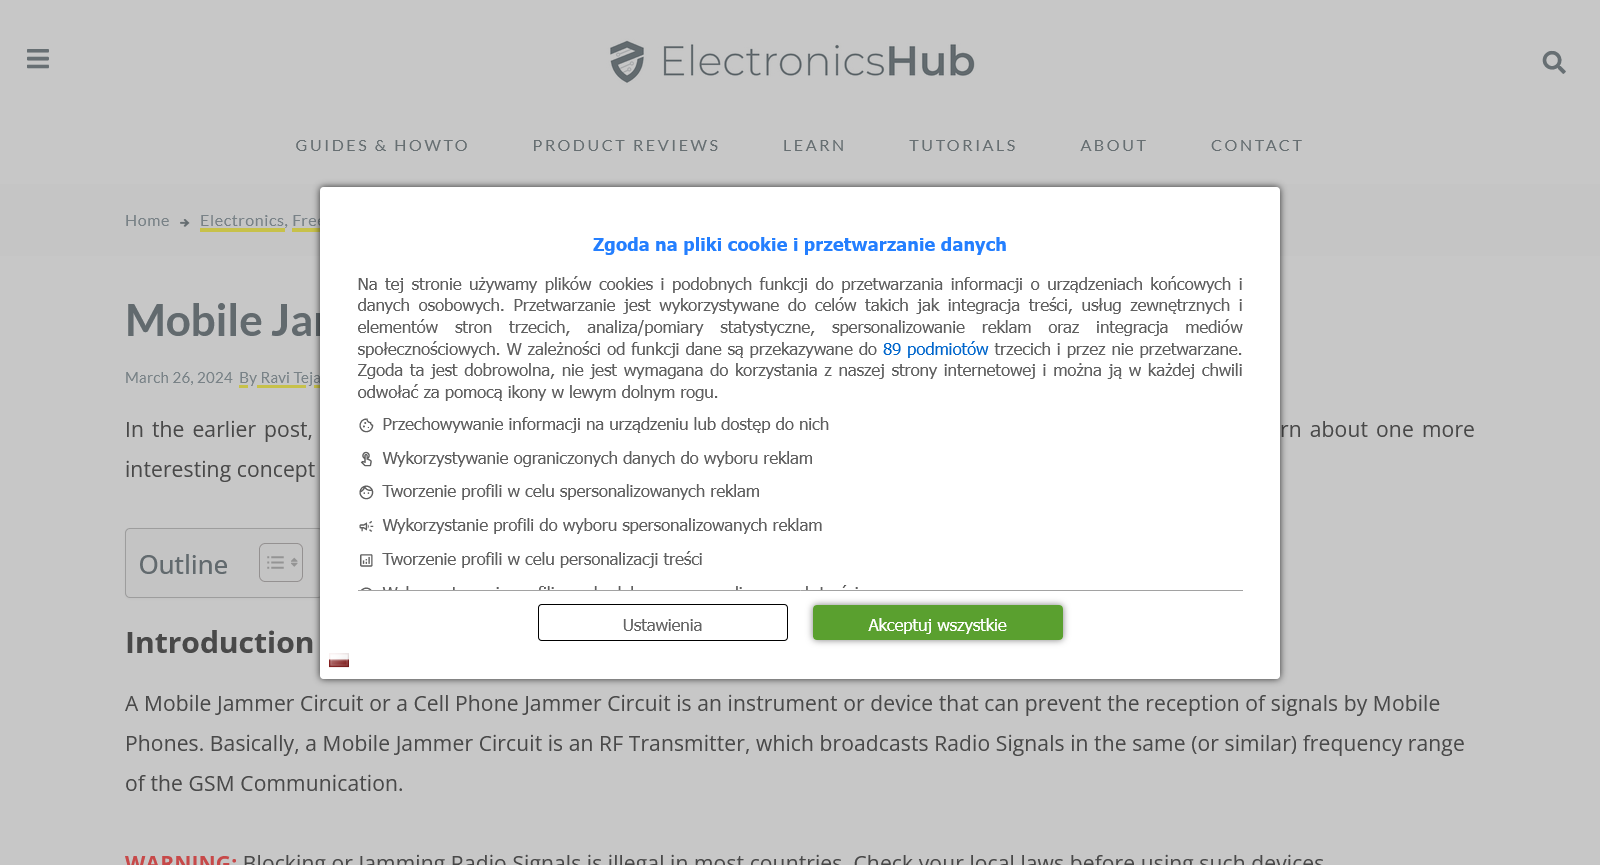 ElectronicsHub
GUIDES & HOWTO PRODUCT REVIEWS LEARN TUTORIALS ABOUT CONTACT
Home → Electronics, Free
Mobile Ja
March 26, 2024 By Ravi Teja
In the earlier post, rn about one more
interesting concept
Outline
Introduction
Zgoda na pliki cookie i przetwarzanie danych
Na tej stronie używamy plików cookies i podobnych funkcji do przetwarzania informacji o urządzeniach końcowych i
danych osobowych. Przetwarzanie jest wykorzystywane do celów takich jak integracja treści, usług zewnętrznych i
elementów stron trzecich, analiza/pomiary statystyczne, spersonalizowanie reklam oraz integracja mediów
społecznościowych. W zależności od funkcji dane są przekazywane do 89 podmiotów trzecich i przez nie przetwarzane.
Zgoda ta jest dobrowolna, nie jest wymagana do korzystania z naszej strony internetowej i można ją w każdej chwili
odwołać za pomocą ikony w lewym dolnym rogu.
Przechowywanie informacji na urządzeniu lub dostęp do nich
Wykorzystywanie ograniczonych danych do wyboru reklam
Tworzenie profili w celu spersonalizowanych reklam
Wykorzystanie profili do wyboru spersonalizowanych reklam
Tworzenie profili w celu personalizacji treści
Ustawienia
Akceptuj wszystkie
A Mobile Jammer Circuit or a Cell Phone Jammer Circuit is an instrument or device that can prevent the reception of signals by Mobile
Phones. Basically, a Mobile Jammer Circuit is an RF Transmitter, which broadcasts Radio Signals in the same (or similar) frequency range
of the GSM Communication.
WARNING: Blocking or Jamming Radio Signals is illegal in most countries. Check your local laws before using such devices.